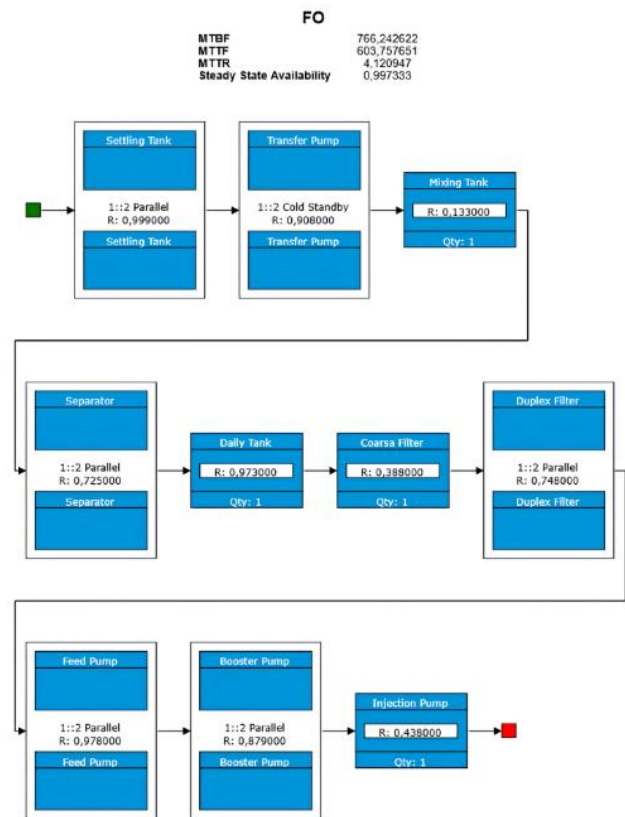 FO
MTBF 766,242622
MTTF 603,757651
MTTR 4,120947
Steady State Availability 0,997333
Settling Tank
1::2 Parallel
R: 0,999000
Settling Tank
Transfer Pump
1::2 Cold Standby
R: 0,908000
Transfer Pump
Mixing Tank
R: 0,133000
Qty: 1
Separator
1::2 Parallel
R: 0,725000
Separator
Daily Tank
R: 0,973000
Qty: 1
Coarsa Filter
R: 0,388000
Qty: 1
Duplex Filter
1::2 Parallel
R: 0,748000
Duplex Filter
Feed Pump
1::2 Parallel
R: 0,978000
Feed Pump
Booster Pump
1::2 Parallel
R: 0,879000
Booster Pump
Injection Pump
R: 0,438000
Qty: 1